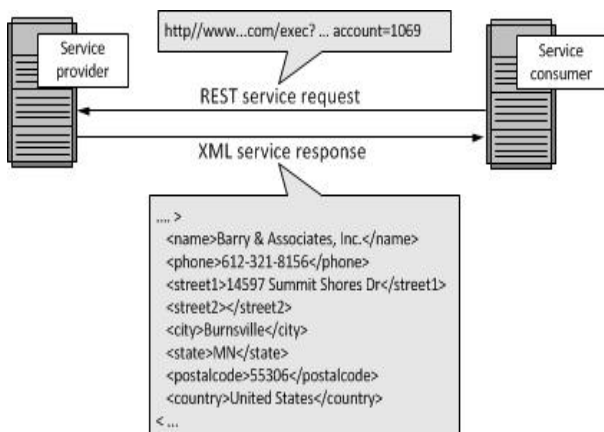 Service
provider
http//www...com/exec? ... account=1069
Service
consumer
REST service request
XML service response
.... >
<name>Barry & Associates, Inc.</name>
<phone>612-321-8156</phone>
<street1>14597 Summit Shores Dr</street1>
<street2></street2>
<city>Burnsville</city>
<state>MN</state>
<postalcode>55306</postalcode>
<country>United States</country>
< ...